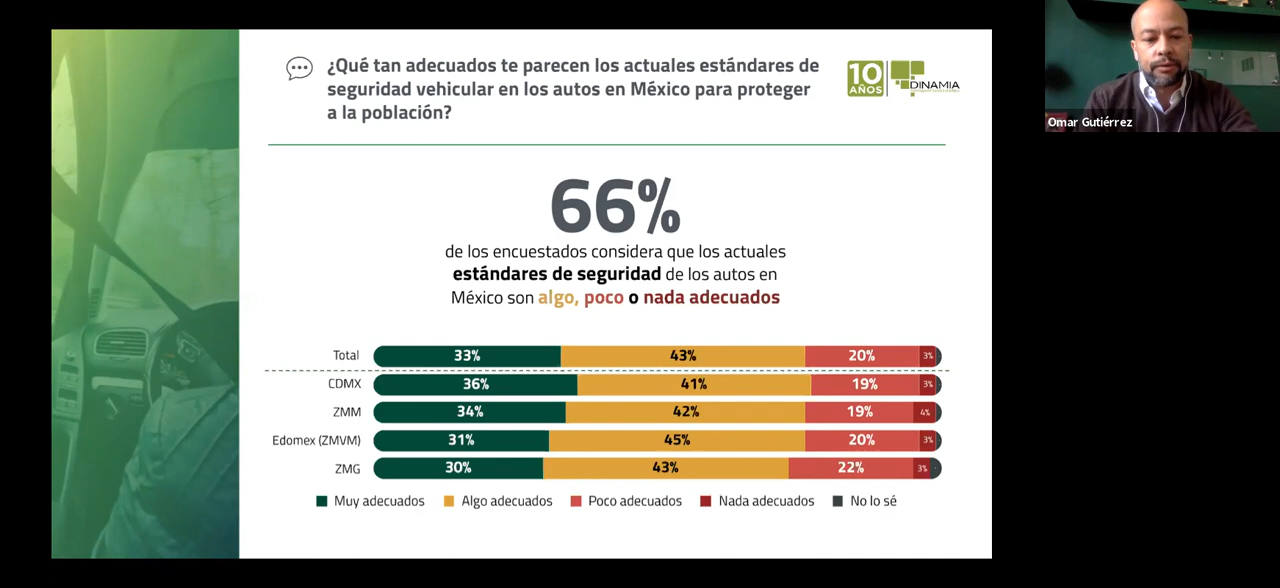 ¿Qué tan adecuados te parecen los actuales estándares de
seguridad vehicular en los autos en México para proteger
a la población?
10
AÑOS
DINAMIA
Omar Gutiérrez
66%
de los encuestados considera que los actuales
estándares de seguridad de los autos en
México son algo, poco o nada adecuados
Total 33% 43% 20% 3%
CDMX 36% 41% 19% 3%
ZMM 34% 42% 19% 4%
Edomex (ZMVM) 31% 45% 20% 3%
ZMG 30% 43% 22% 3%
Muy adecuados Algo adecuados Poco adecuados Nada adecuados No lo sé